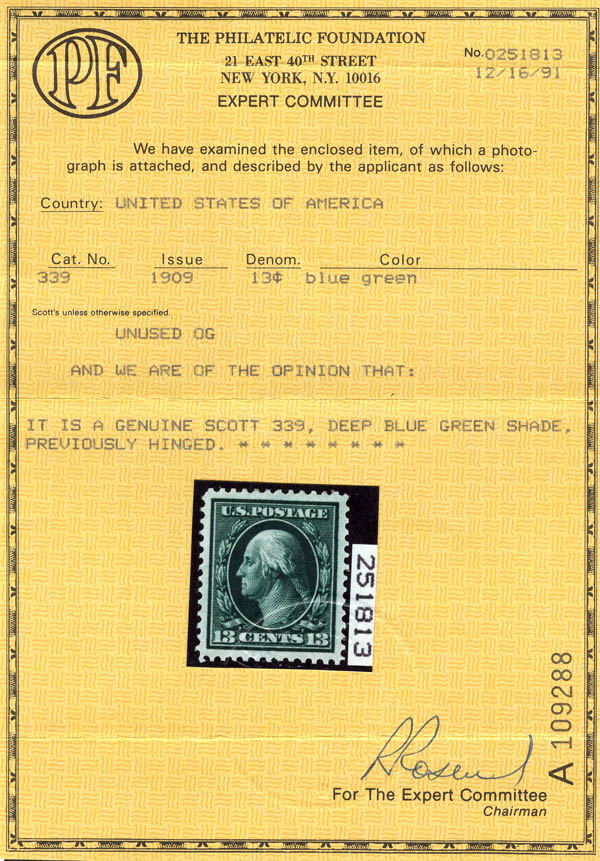 PF
THE PHILATELIC FOUNDATION
21 EAST 40TH STREET
NEW YORK, N.Y. 10016
EXPERT COMMITTEE
No. 0251813
12/16/91
We have examined the enclosed item, of which a photo-
graph is attached, and described by the applicant as follows:
Country: UNITED STATES OF AMERICA
Cat. No. Issue Denom. Color
339 1909 13¢ blue green
Scott's unless otherwise specified.
UNUSED OG
AND WE ARE OF THE OPINION THAT:
IT IS A GENUINE SCOTT 339, DEEP BLUE GREEN SHADE,
PREVIOUSLY HINGED. * * * * * * * *
U.S. POSTAGE
13 CENTS 13
251813
A 109288
For The Expert Committee
Chairman